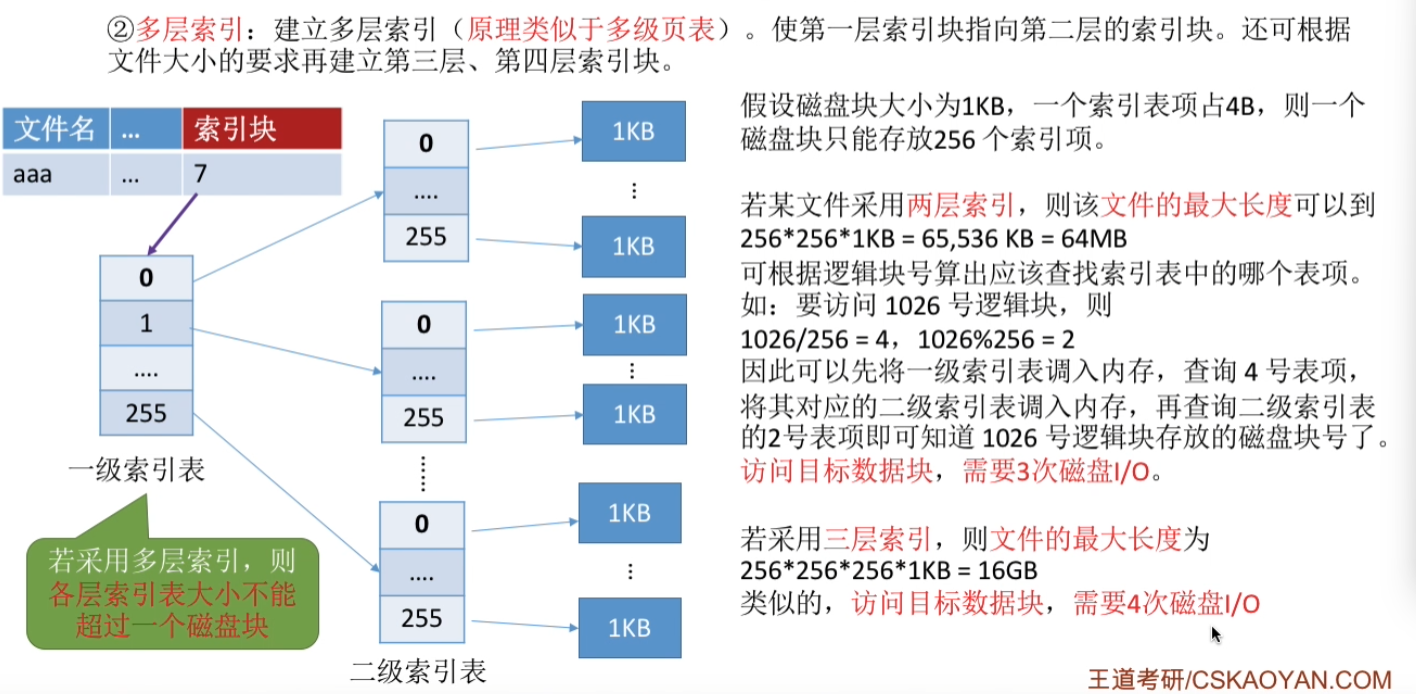 ②多层索引：建立多层索引（原理类似于多级页表）。使第一层索引块指向第二层的索引块。还可根据
文件大小的要求再建立第三层、第四层索引块。
文件名 ... 索引块
aaa ... 7
0
1
....
255
一级索引表
若采用多层索引，则
各层索引表大小不能
超过一个磁盘块
0
....
255
0
....
255
0
....
255
二级索引表
1KB
1KB
1KB
1KB
1KB
1KB
假设磁盘块大小为1KB，一个索引表项占4B，则一个
磁盘块只能存放256 个索引项。
若某文件采用两层索引，则该文件的最大长度可以到
256*256*1KB = 65,536 KB = 64MB
可根据逻辑块号算出应该查找索引表中的哪个表项。
如：要访问 1026 号逻辑块，则
1026/256 = 4，1026%256 = 2
因此可以先将一级索引表调入内存，查询 4 号表项，
将其对应的二级索引表调入内存，再查询二级索引表
的2号表项即可知道 1026 号逻辑块存放的磁盘块号了。
访问目标数据块，需要3次磁盘I/O。
若采用三层索引，则文件的最大长度为
256*256*256*1KB = 16GB
类似的，访问目标数据块，需要4次磁盘I/O
王道考研/CSKAOYAN.COM